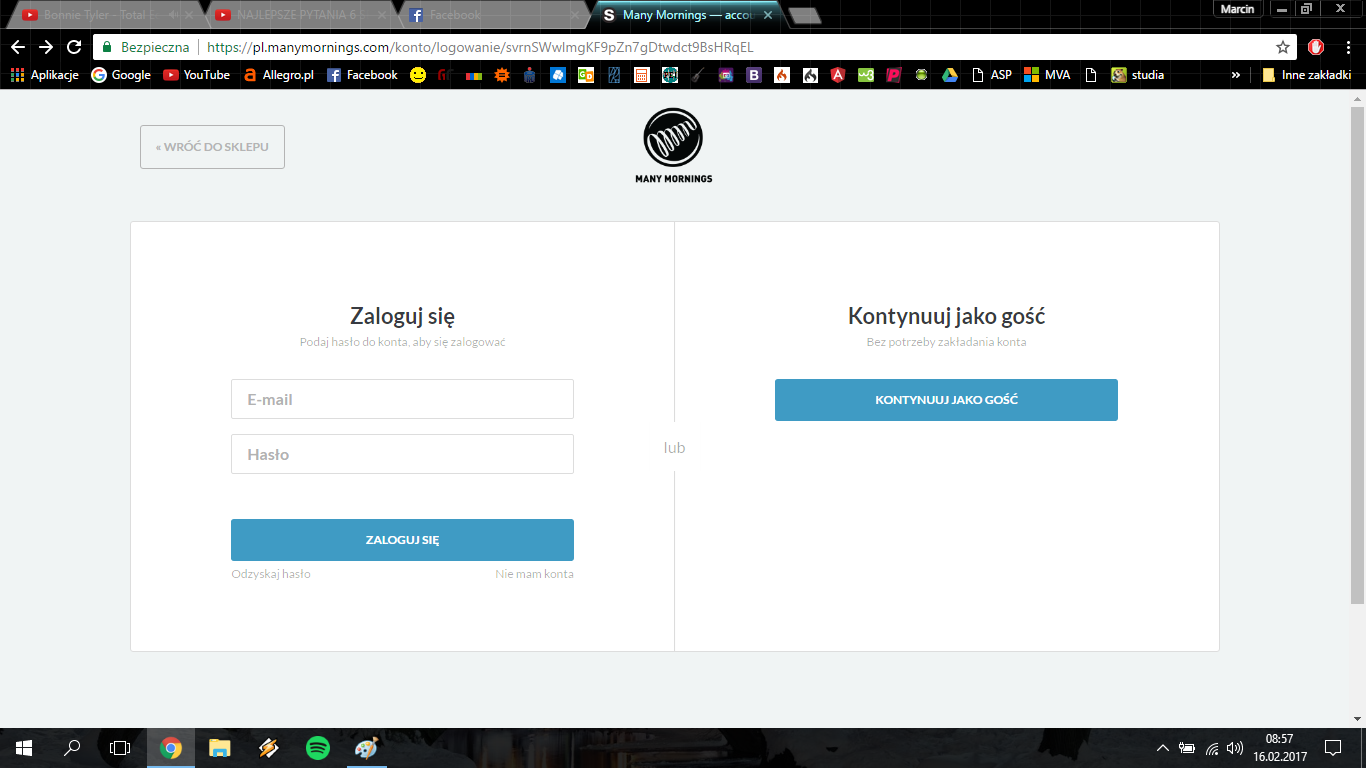 Bonnie Tyler - Total E
NAJLEPSZE PYTANIA 6 E
Facebook
Many Mornings — accou
Marcin
Bezpieczna
https://pl.manymornings.com/konto/logowanie/svrnSWwlmgKF9pZn7gDtwdct9BsHRqEL
Aplikacje
Google
YouTube
Allegro.pl
Facebook
ASP
MVA
studia
»
Inne zakładki
« WRÓĆ DO SKLEPU
MANY MORNINGS
Zaloguj się
Podaj hasło do konta, aby się zalogować
E-mail
Hasło
ZALOGUJ SIĘ
Odzyskaj hasło
Nie mam konta
lub
Kontynuuj jako gość
Bez potrzeby zakładania konta
KONTYNUUJ JAKO GOŚĆ
08:57
16.02.2017